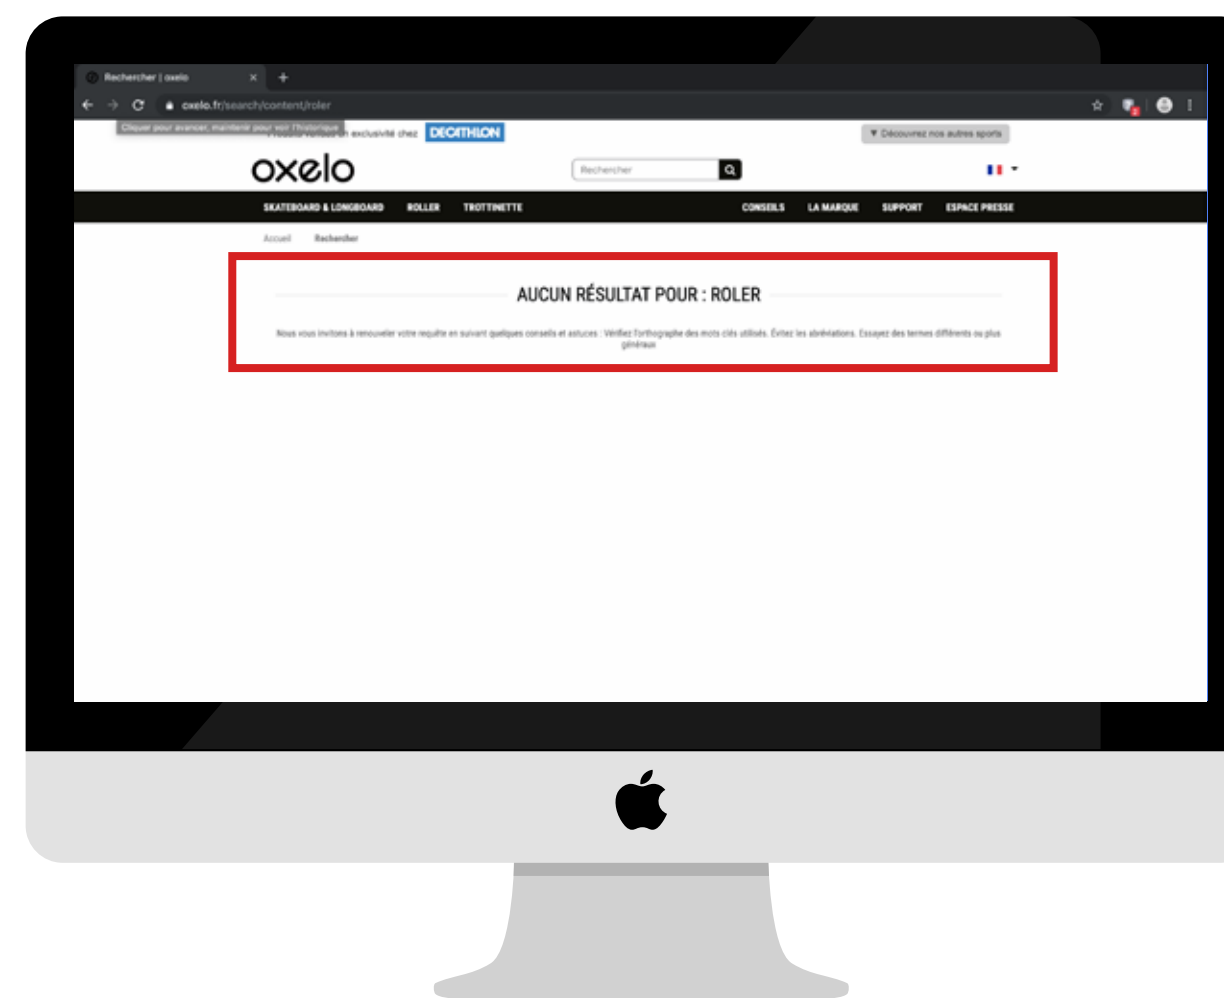 Rechercher | oxelo
oxelo.fr/search/content/roler
Cliquer pour avancer, maintenir pour voir l'historique
exclusivité chez DECATHLON
▼ Découvrez nos autres sports
oxelo
Rechercher
SKATEBOARD & LONGBOARD ROLLER TROTTINETTE CONSEILS LA MARQUE SUPPORT ESPACE PRESSE
Accueil Rechercher
AUCUN RÉSULTAT POUR : ROLER
Nous vous invitons à renouveler votre requête en suivant quelques conseils et astuces : Vérifiez l'orthographe des mots clés utilisés. Évitez les abréviations. Essayez des termes différents ou plus
généraux